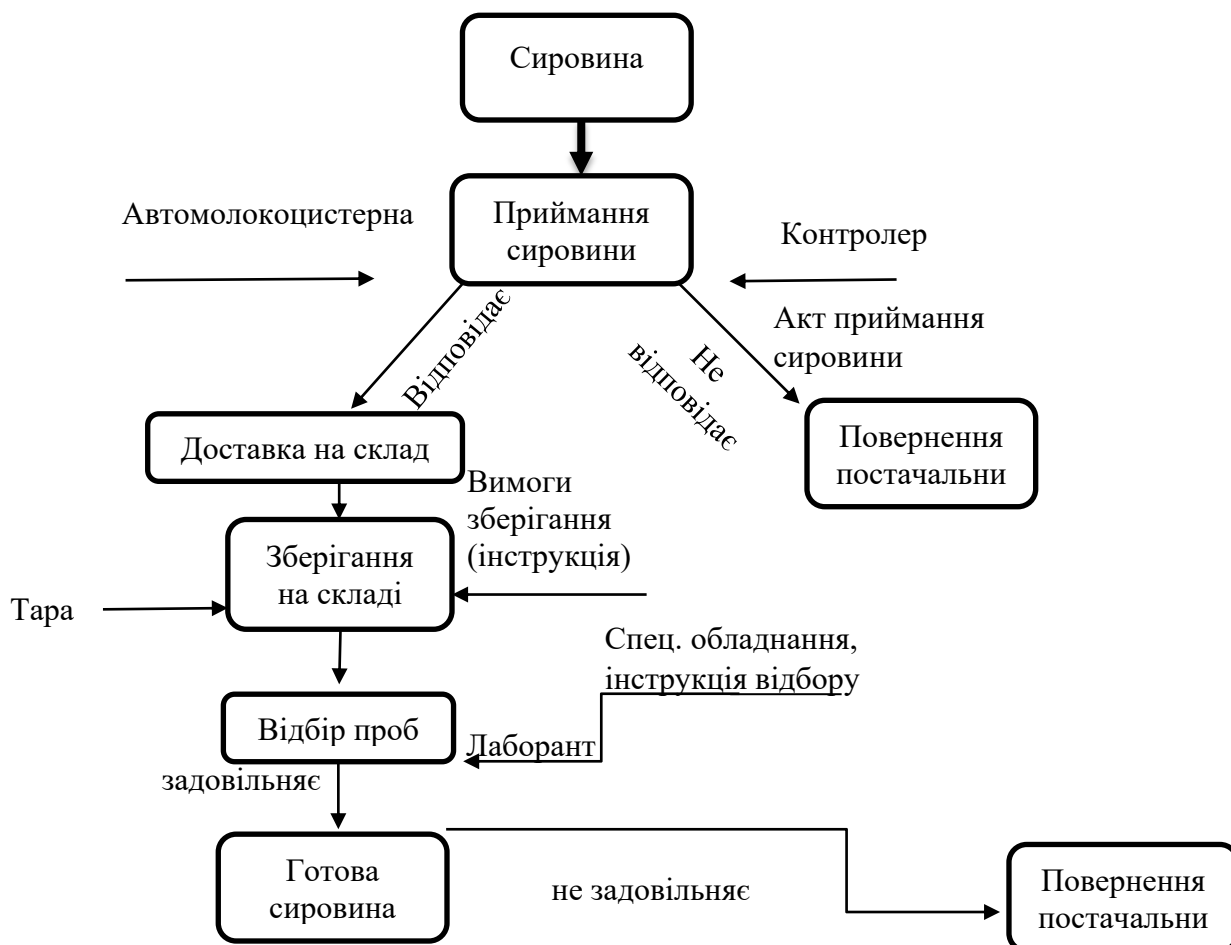 Сировина
Автомолокоцистерна
Приймання
сировини
Контролер
Відповідає
Не
відповідає
Акт приймання
сировини
Доставка на склад
Повернення
постачальни
Вимоги
зберігання
(інструкція)
Зберігання
на складі
Тара
Спец. обладнання,
інструкція відбору
Відбір проб
Лаборант
задовільняє
Готова
сировина
не задовільняє
Повернення
постачальни